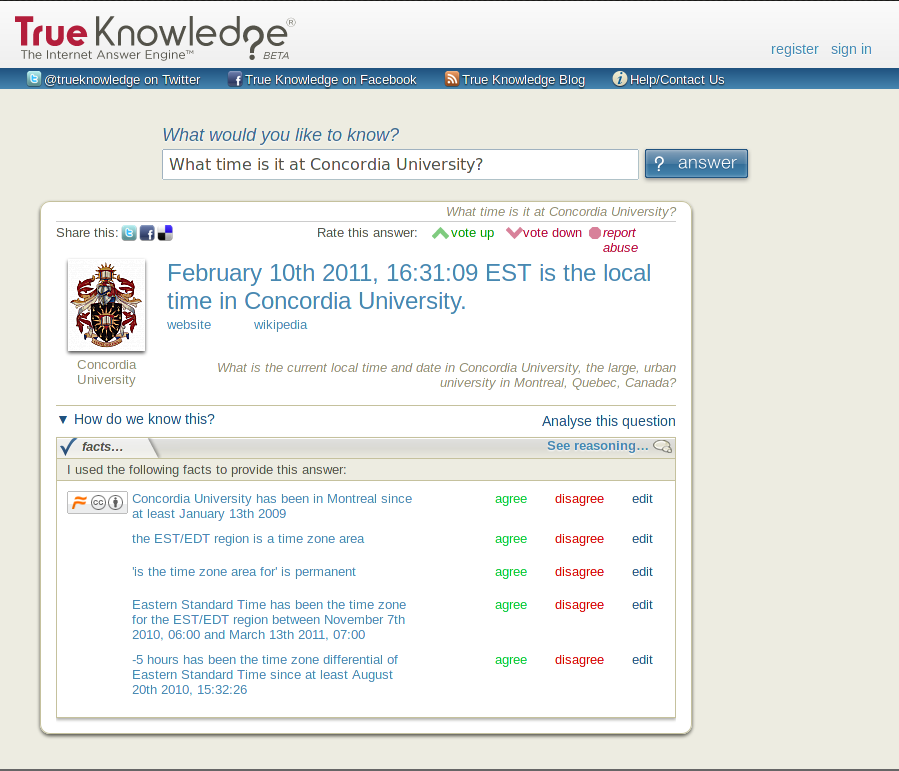 True Knowledge®
The Internet Answer Engine™ BETA
register sign in
@trueknowledge on Twitter True Knowledge on Facebook True Knowledge Blog Help/Contact Us
What would you like to know?
What time is it at Concordia University?
? answer
What time is it at Concordia University?
Share this: Rate this answer: vote up vote down report
abuse
February 10th 2011, 16:31:09 EST is the local
time in Concordia University.
website wikipedia
Concordia
University
What is the current local time and date in Concordia University, the large, urban
university in Montreal, Quebec, Canada?
▼ How do we know this? Analyse this question
facts... See reasoning...
I used the following facts to provide this answer:
Concordia University has been in Montreal since agree disagree edit
at least January 13th 2009
the EST/EDT region is a time zone area agree disagree edit
'is the time zone area for' is permanent agree disagree edit
Eastern Standard Time has been the time zone agree disagree edit
for the EST/EDT region between November 7th
2010, 06:00 and March 13th 2011, 07:00
-5 hours has been the time zone differential of agree disagree edit
Eastern Standard Time since at least August
20th 2010, 15:32:26